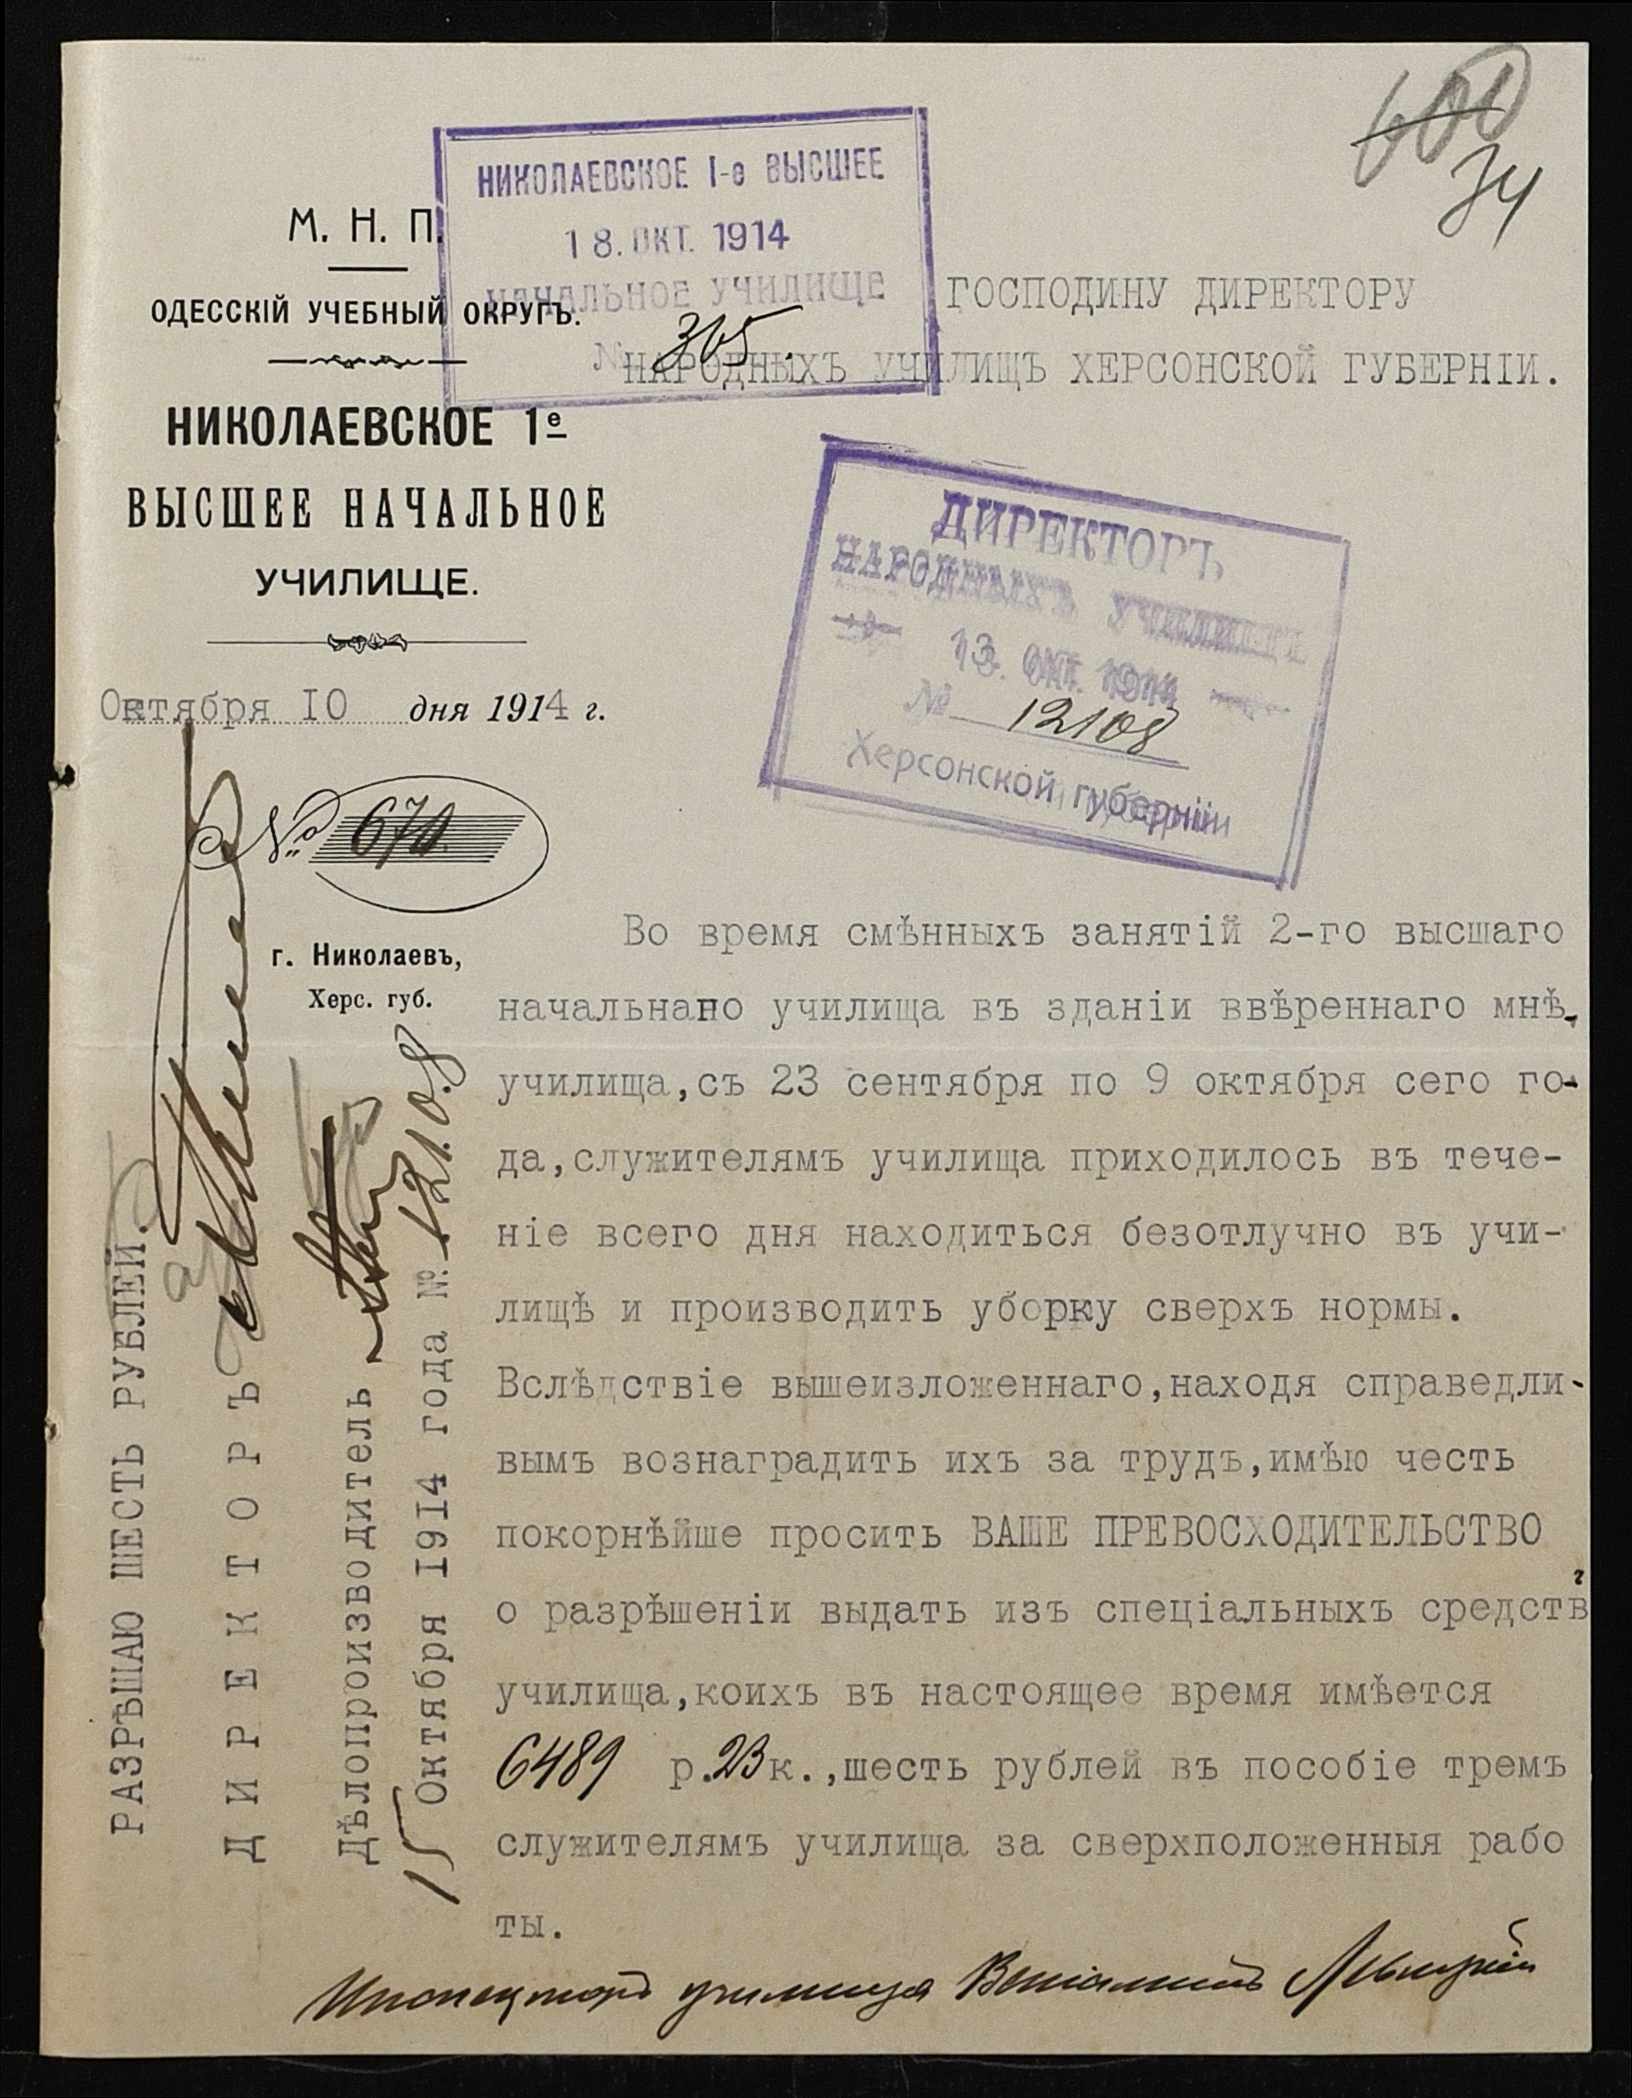 600
34
НИКОЛАЕВСКОЕ I-е ВЫСШЕЕ
18. ОКТ. 1914
НАЧАЛЬНОЕ УЧИЛИЩЕ
№ 365.
М. Н. П.
ОДЕССКІЙ УЧЕБНЫЙ ОКРУГЪ.
НИКОЛАЕВСКОЕ 1е
ВЫСШЕЕ НАЧАЛЬНОЕ
УЧИЛИЩЕ.
Октября 10 дня 1914 г.
№ 670.
г. Николаевъ,
Херс. губ.
ГОСПОДИНУ ДИРЕКТОРУ
НАРОДНЫХЪ УЧИЛИЩЪ ХЕРСОНСКОЙ ГУБЕРНІИ.
ДИРЕКТОРЪ
НАРОДНЫХЪ УЧИЛИЩЪ
13. ОКТ. 1914
№ 12108
Херсонской губерніи
Во время смѣнныхъ занятій 2-го высшаго
начальнаго училища въ зданіи ввѣреннаго мнѣ
училища,съ 23 сентября по 9 октября сего го-
да,служителямъ училища приходилось въ тече-
ніе всего дня находиться безотлучно въ учи-
лищѣ и производить уборку сверхъ нормы.
Вслѣдствіе вышеизложеннаго,находя справедли-
вымъ вознаградить ихъ за трудъ,имѣю честь
покорнѣйше просить ВАШЕ ПРЕВОСХОДИТЕЛЬСТВО
о разрѣшеніи выдать изъ спеціальныхъ средств
училища,коихъ въ настоящее время имѣется
6489 р.23к.,шесть рублей въ пособіе тремъ
служителямъ училища за сверхположенныя рабо
ты.
Инспекторъ училища Веніаминъ
РАЗРѢШАЮ ШЕСТЬ РУБЛЕЙ.
ДИРЕКТОРЪ
Дѣлопроизводитель
15 Октября 1914 года № 12108